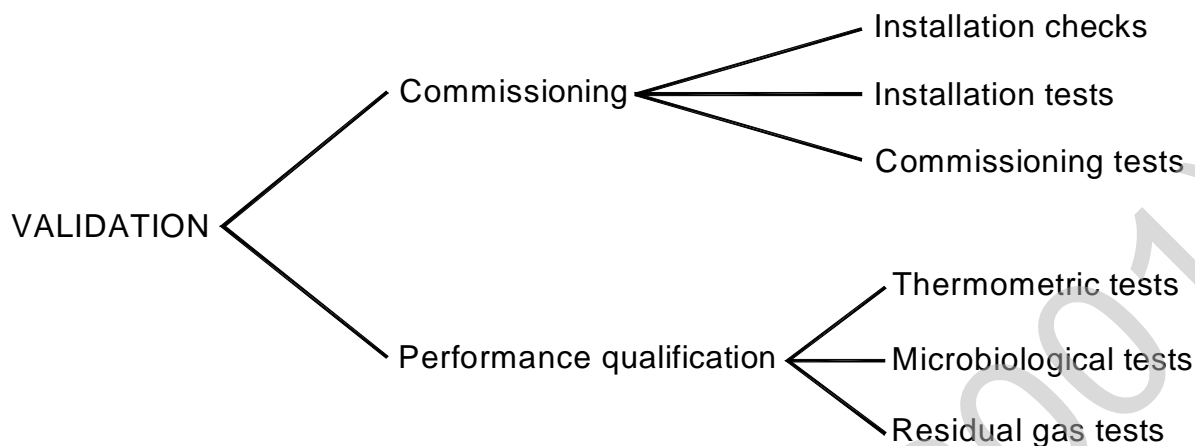 Installation checks
Commissioning
Installation tests
Commissioning tests
VALIDATION
Thermometric tests
Performance qualification
Microbiological tests
Residual gas tests